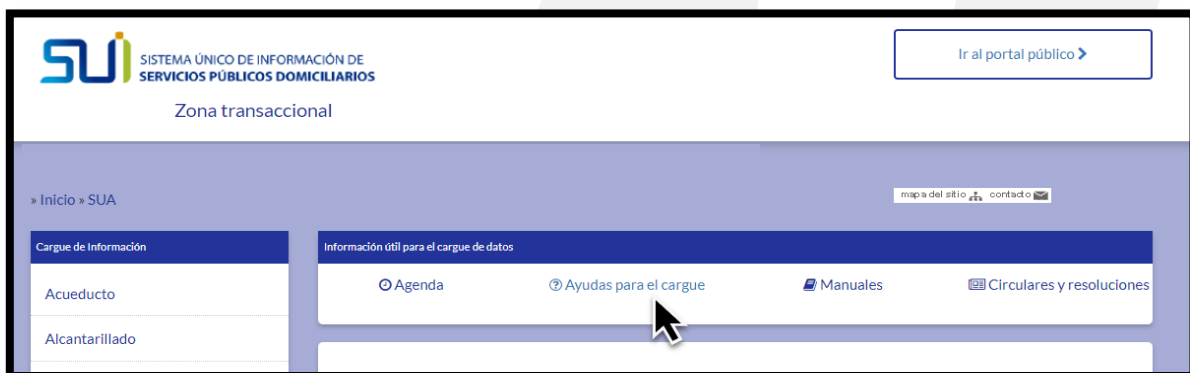 sui SISTEMA ÚNICO DE INFORMACIÓN DE
SERVICIOS PÚBLICOS DOMICILIARIOS
Zona transaccional
Ir al portal público
» Inicio » SUA
mapa del sitio contacto
Cargue de Información
Acueducto
Alcantarillado
Información útil para el cargue de datos
Agenda Ayudas para el cargue Manuales Circulares y resoluciones